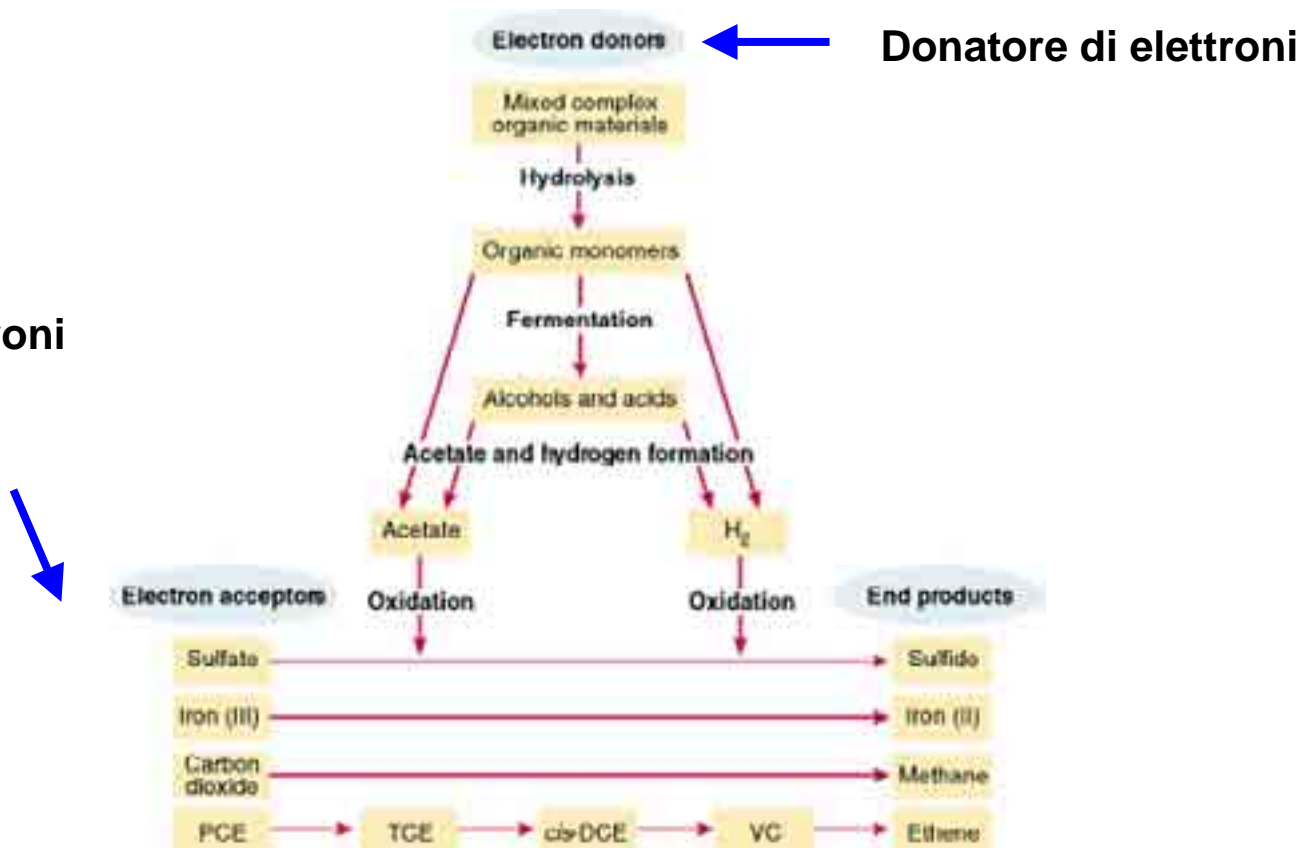 Electron donors
Donatore di elettroni
Mixed complex
organic materials
Hydrolysis
Organic monomers
Fermentation
oni
Alcohols and acids
Acetate and hydrogen formation
Acetate
H₂
Electron acceptors
Oxidation
Oxidation
End products
Sulfate
Sulfide
Iron (III)
Iron (II)
Carbon
dioxide
Methane
PCE
TCE
cis-DCE
VC
Ethene